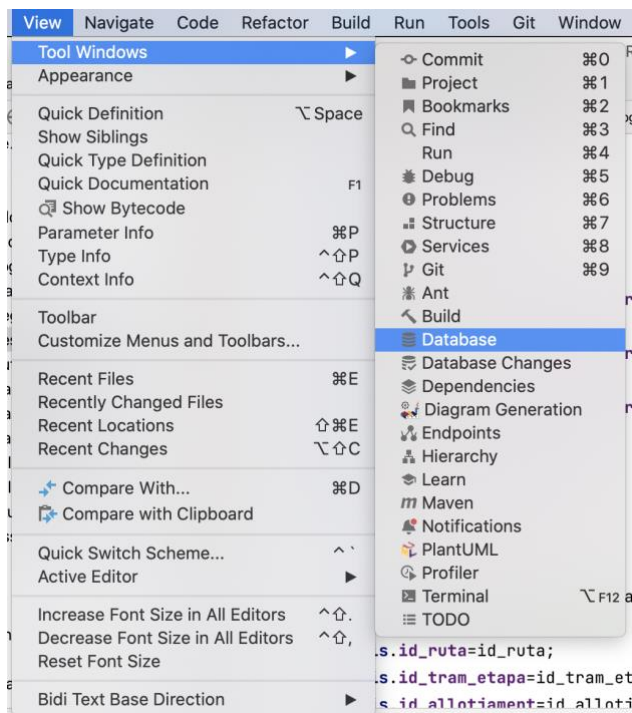 View Navigate Code Refactor Build Run Tools Git Window
Tool Windows ▶
Appearance ▶
Quick Definition ⌥ Space
Show Siblings
Quick Type Definition
Quick Documentation F1
Show Bytecode
Parameter Info ⌘P
Type Info ^⇧P
Context Info ^⇧Q
Toolbar
Customize Menus and Toolbars...
Recent Files ⌘E
Recently Changed Files
Recent Locations ⇧⌘E
Recent Changes ⌥⇧C
Compare With... ⌘D
Compare with Clipboard
Quick Switch Scheme... ^`
Active Editor ▶
Increase Font Size in All Editors ^⇧.
Decrease Font Size in All Editors ^⇧,
Reset Font Size
Bidi Text Base Direction ▶
Commit ⌘0
Project ⌘1
Bookmarks ⌘2
Find ⌘3
Run ⌘4
Debug ⌘5
Problems ⌘6
Structure ⌘7
Services ⌘8
Git ⌘9
Ant
Build
Database
Database Changes
Dependencies
Diagram Generation
Endpoints
Hierarchy
Learn
Maven
Notifications
PlantUML
Profiler
Terminal ⌥F12
TODO
s.id_ruta=id_ruta;
s.id_tram_etapa=id_tram_et
s.id_allotjament=id_allotj